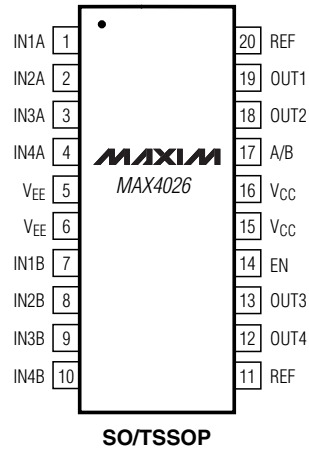 IN1A 1 20 REF
IN2A 2 19 OUT1
IN3A 3 18 OUT2
IN4A 4 MAXIM 17 A/B
VEE 5 MAX4026 16 VCC
VEE 6 15 VCC
IN1B 7 14 EN
IN2B 8 13 OUT3
IN3B 9 12 OUT4
IN4B 10 11 REF
SO/TSSOP